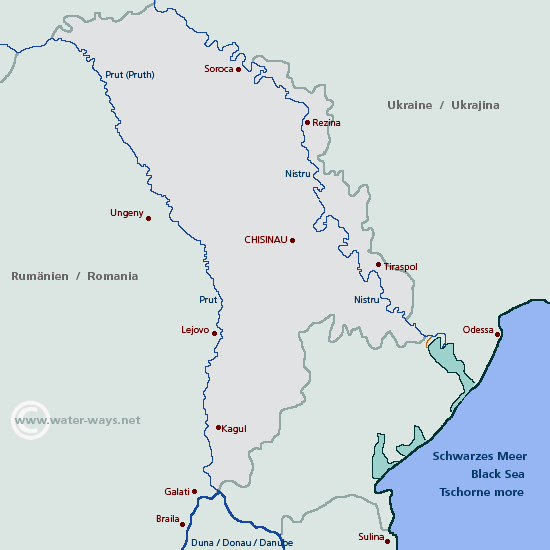 Prut (Pruth)
Soroca
Ukraine / Ukrajina
Rezina
Nistru
Ungeny
CHISINAU
Tiraspol
Rumänien / Romania
Prut
Nistru
Lejovo
Odessa
© www.water-ways.net
Kagul
Schwarzes Meer
Black Sea
Tschorne more
Galati
Braila
Sulina
Duna / Donau / Danube